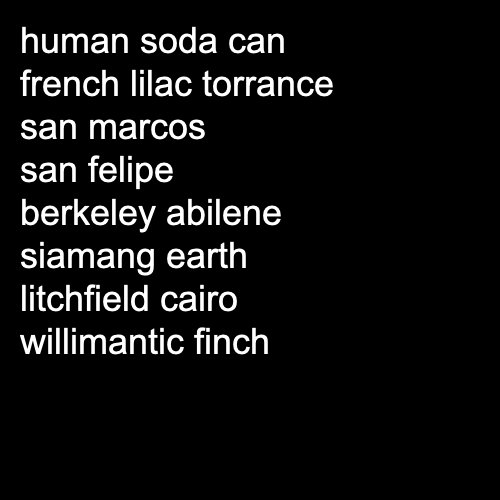 human soda can
french lilac torrance
san marcos
san felipe
berkeley abilene
siamang earth
litchfield cairo
willimantic finch